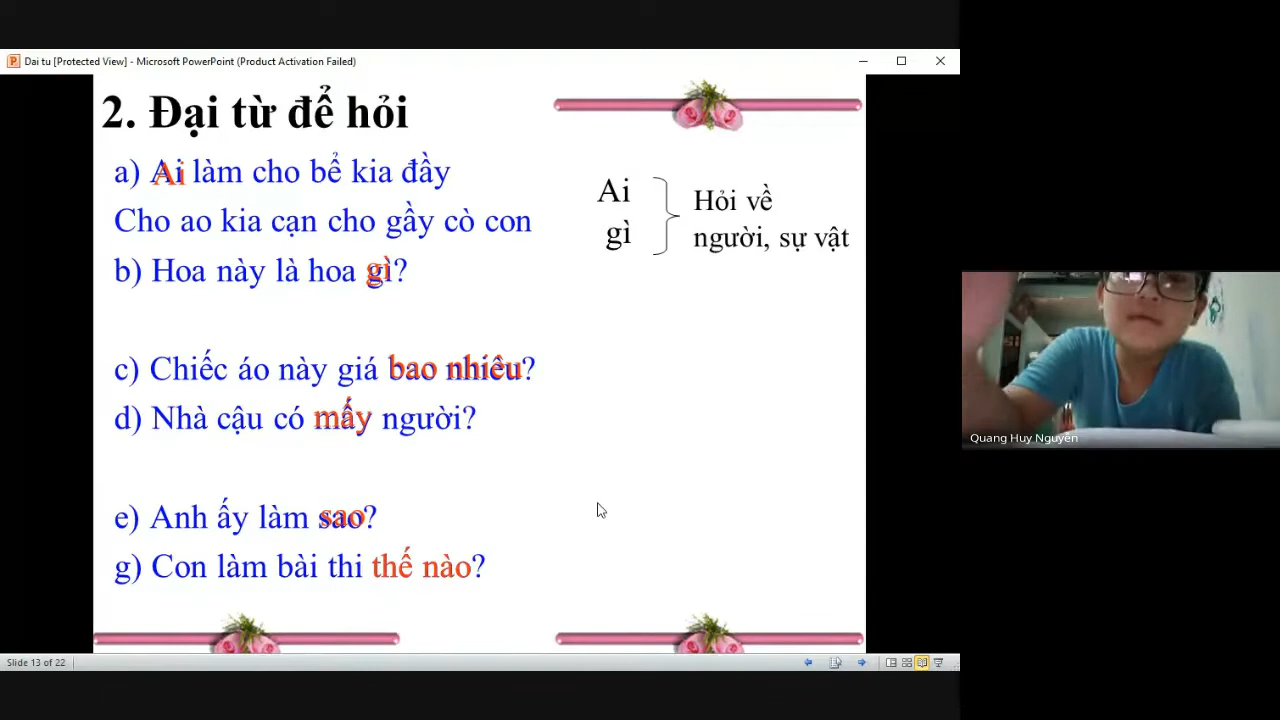 Dai tu [Protected View] - Microsoft PowerPoint (Product Activation Failed)
2. Đại từ để hỏi
a) Ai làm cho bể kia đầy
Cho ao kia cạn cho gầy cò con
b) Hoa này là hoa gì?
Ai
gì
Hỏi về
người, sự vật
c) Chiếc áo này giá bao nhiêu?
d) Nhà cậu có mấy người?
e) Anh ấy làm sao?
g) Con làm bài thi thế nào?
Quang Huy Nguyễn
Slide 13 of 22